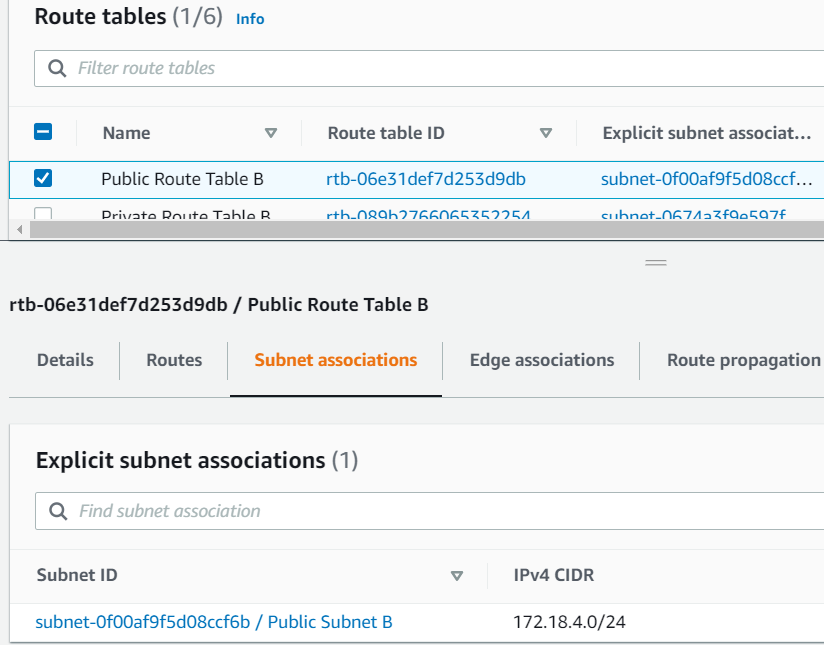 Route tables (1/6) Info
Filter route tables
Name Route table ID Explicit subnet associat...
Public Route Table B rtb-06e31def7d253d9db subnet-0f00af9f5d08ccf...
Private Route Table B rtb-089b2766065352254 subnet-0674a3f9e597f
rtb-06e31def7d253d9db / Public Route Table B
Details Routes Subnet associations Edge associations Route propagation
Explicit subnet associations (1)
Find subnet association
Subnet ID IPv4 CIDR
subnet-0f00af9f5d08ccf6b / Public Subnet B 172.18.4.0/24